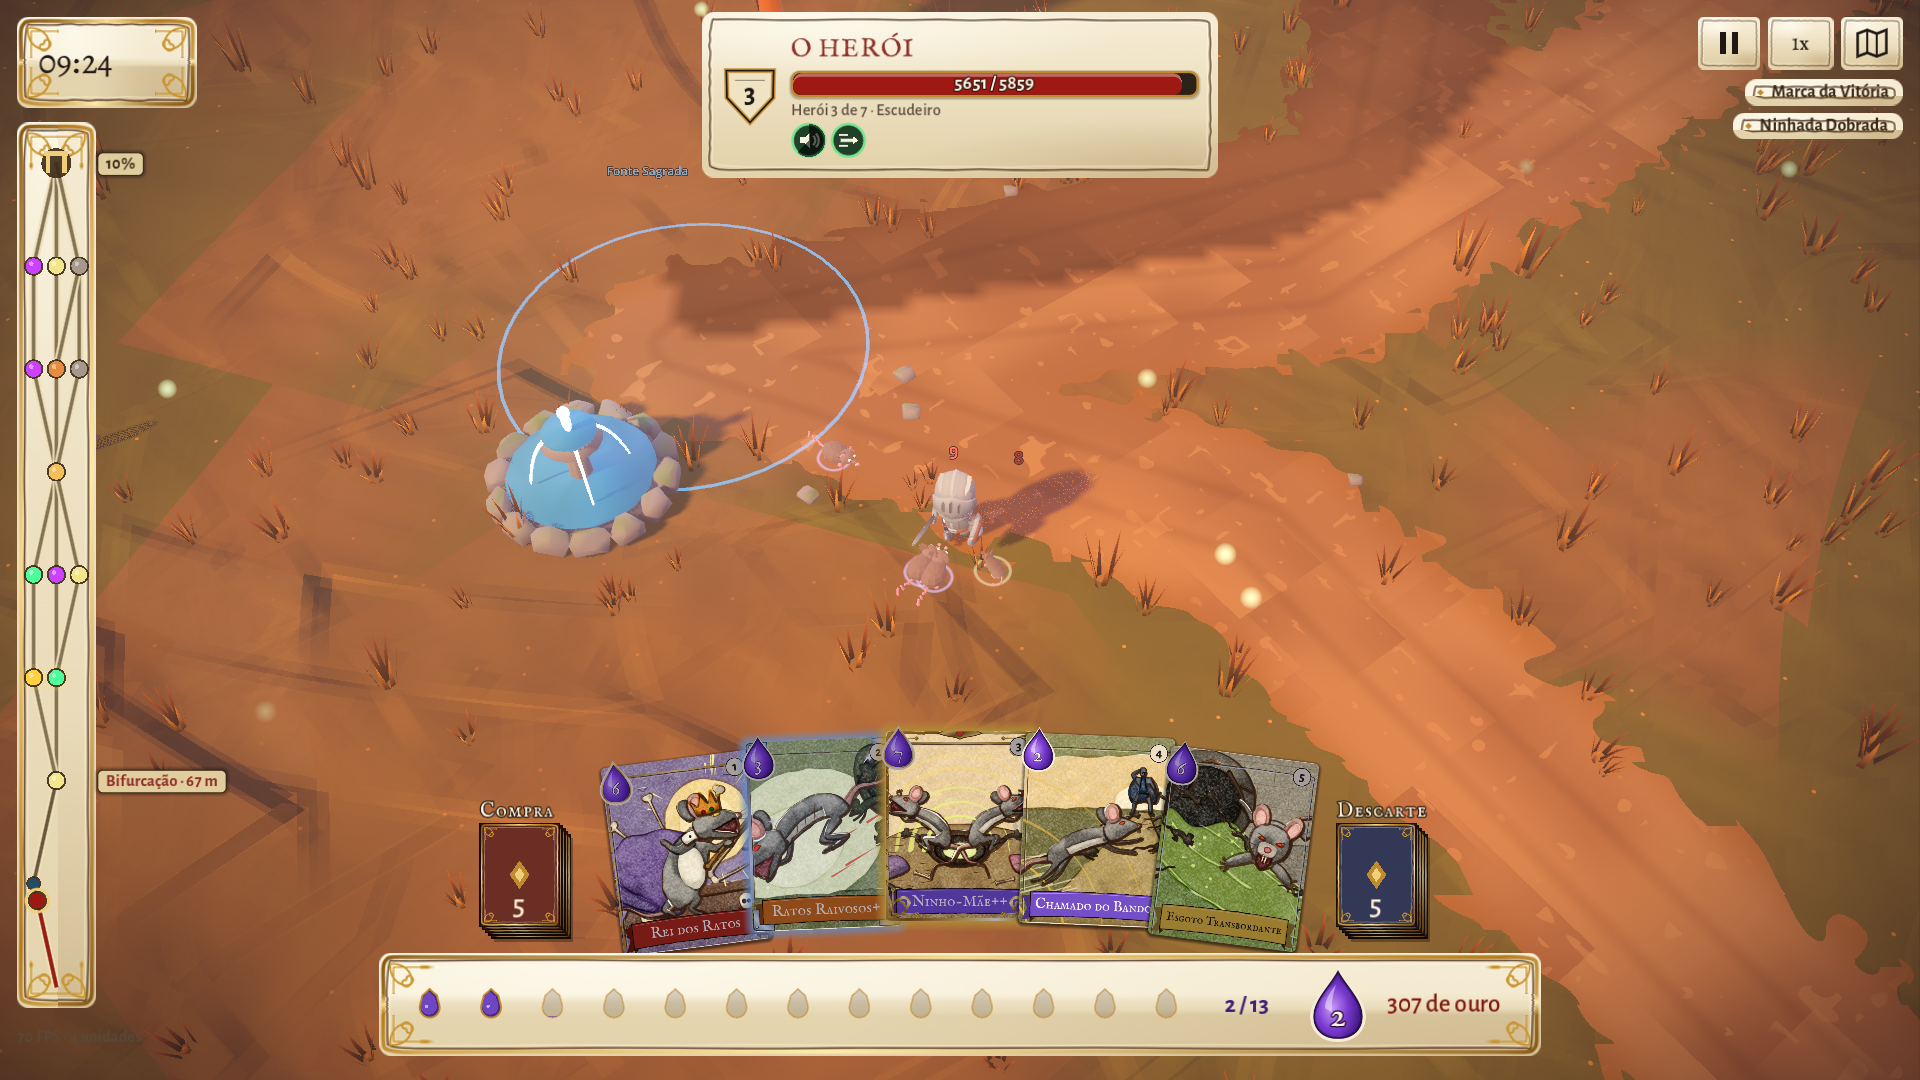 09:24
O HERÓI
3
5651 / 5859
Herói 3 de 7 · Escudeiro
1x
Marca da Vitória
Ninhada Dobrada
10%
Fonte Sagrada
9
8
Bifurcação · 67 m
COMPRA
5
6
1
REI DOS RATOS
3
2
RATOS RAIVOSOS+
7
3
NINHO-MÃE++
2
4
CHAMADO DO BANDO
6
5
ESGOTO TRANSBORDANTE
DESCARTE
5
2 / 13
2
307 de ouro